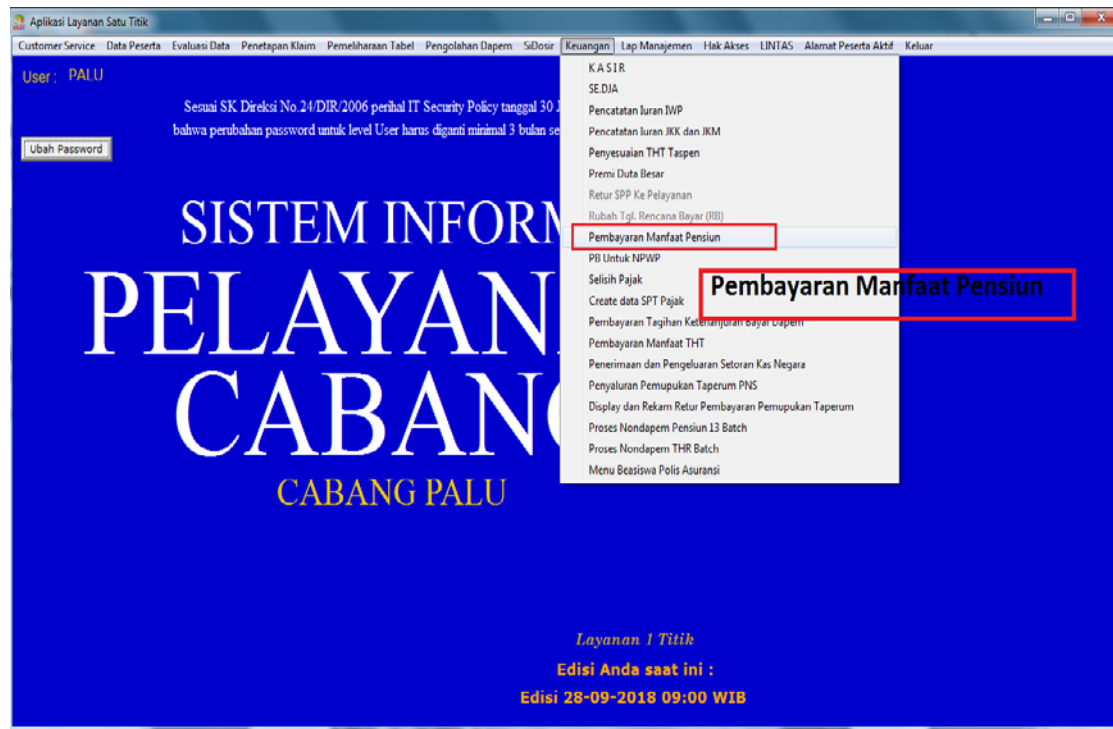 Aplikasi Layanan Satu Titik
Customer Service Data Peserta Evaluasi Data Penetapan Klaim Pemeliharaan Tabel Pengolahan Dapem SiDosir Keuangan Lap Manajemen Hak Akses LINTAS Alamat Peserta Aktif Keluar
User : PALU
Sesuai SK Direksi No.24/DIR/2006 perihal IT Security Policy tanggal 30
bahwa perubahan password untuk level User harus diganti minimal 3 bulan
Ubah Password
SISTEM
PELAYAN
CABAN
CABANG PALU
K A S I R
SE.DJA
Pencatatan Iuran IWP
Pencatatan Iuran JKK dan JKM
Penyesuaian THT Taspen
Premi Duta Besar
Retur SPP Ke Pelayanan
Rubah Tgl. Rencana Bayar (RB)
Pembayaran Manfaat Pensiun
PB Untuk NPWP
Selisih Pajak
Create data SPT Pajak
Pembayaran Tagihan Keterlanjuran Bayar Dapem
Pembayaran Manfaat THT
Penerimaan dan Pengeluaran Setoran Kas Negara
Penyaluran Pemupukan Taperum PNS
Display dan Rekam Retur Pembayaran Pemupukan Taperum
Proses Nondapem Pensiun 13 Batch
Proses Nondapem THR Batch
Menu Beasiswa Polis Asuransi
Pembayaran Manfaat Pensiun
Layanan 1 Titik
Edisi Anda saat ini :
Edisi 28-09-2018 09:00 WIB